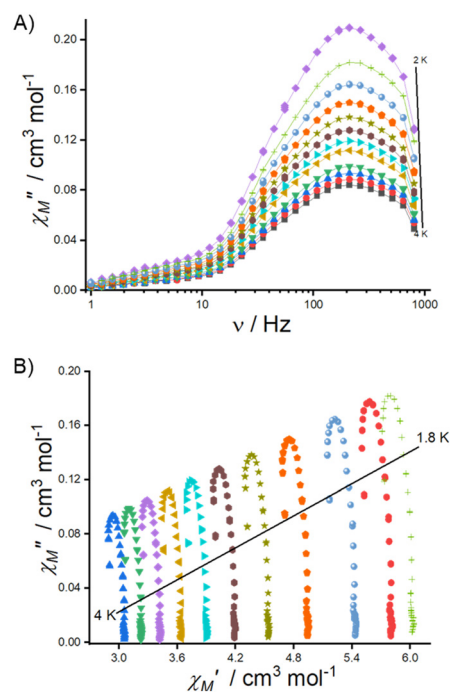 A)
χM'' / cm³ mol⁻¹
0.20
0.16
0.12
0.08
0.04
0.00
2 K
4 K
1
10
100
1000
ν / Hz
B)
χM'' / cm³ mol⁻¹
0.20
0.16
0.12
0.08
0.04
0.00
1.8 K
4 K
3.0
3.6
4.2
4.8
5.4
6.0
χM' / cm³ mol⁻¹